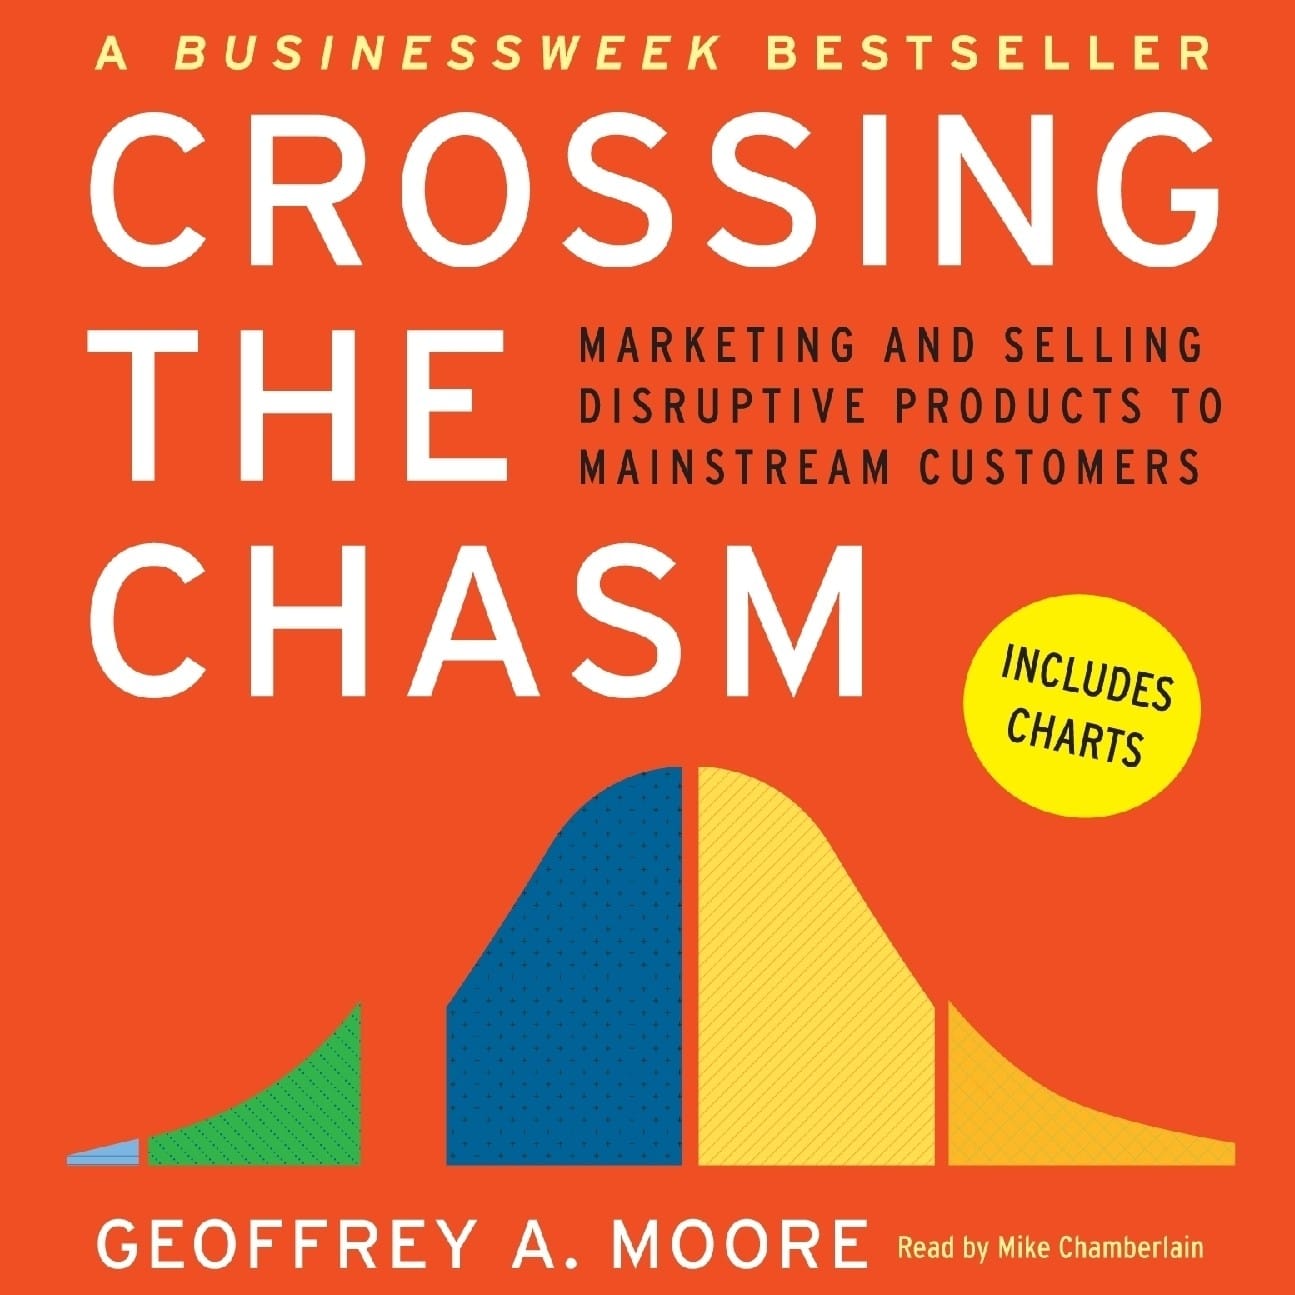 A BUSINESSWEEK BESTSELLER
CROSSING
THE
MARKETING AND SELLING
DISRUPTIVE PRODUCTS TO
MAINSTREAM CUSTOMERS
CHASM
INCLUDES
CHARTS
GEOFFREY A. MOORE
Read by Mike Chamberlain